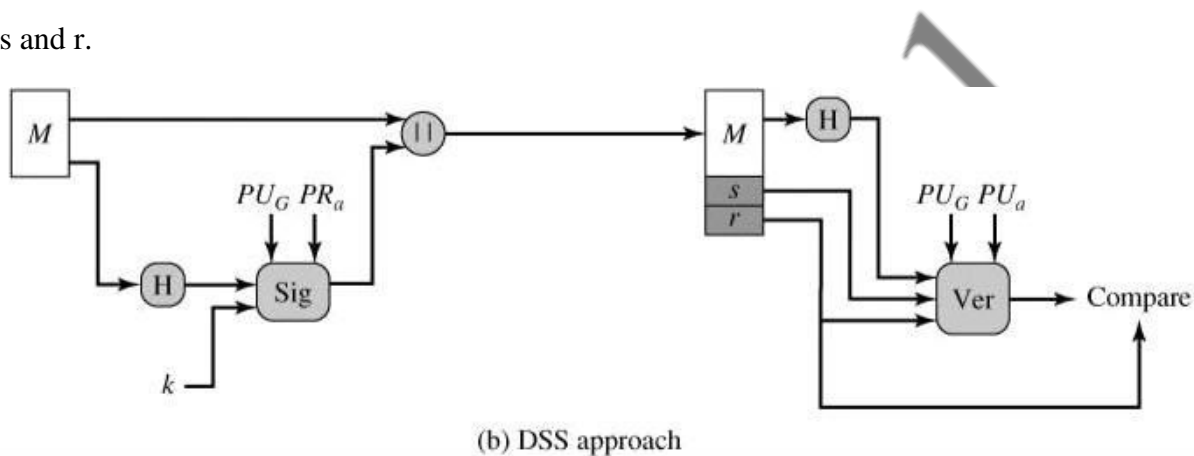 s and r.
M
||
M
H
s
r
PU_G PR_a
PU_G PU_a
H
Sig
Ver
Compare
k
(b) DSS approach